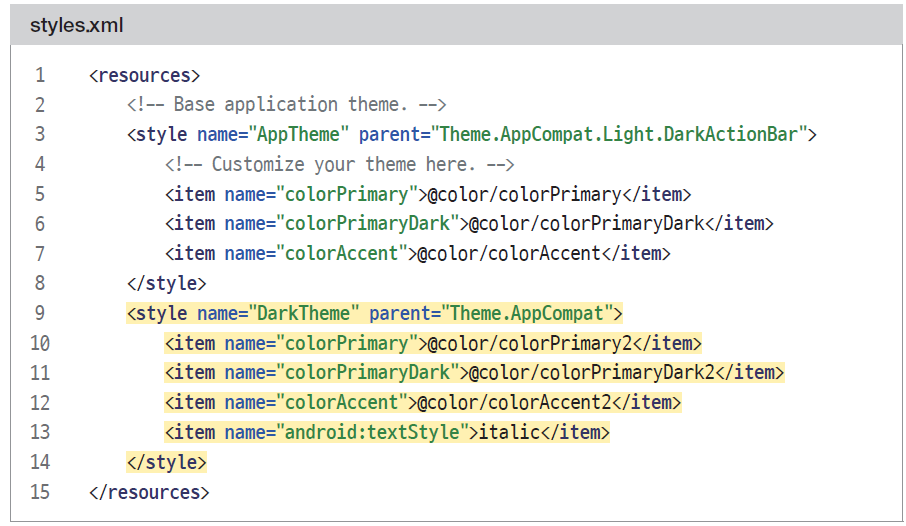 styles.xml
1 <resources>
2 <!-- Base application theme. -->
3 <style name="AppTheme" parent="Theme.AppCompat.Light.DarkActionBar">
4 <!-- Customize your theme here. -->
5 <item name="colorPrimary">@color/colorPrimary</item>
6 <item name="colorPrimaryDark">@color/colorPrimaryDark</item>
7 <item name="colorAccent">@color/colorAccent</item>
8 </style>
9 <style name="DarkTheme" parent="Theme.AppCompat">
10 <item name="colorPrimary">@color/colorPrimary2</item>
11 <item name="colorPrimaryDark">@color/colorPrimaryDark2</item>
12 <item name="colorAccent">@color/colorAccent2</item>
13 <item name="android:textStyle">italic</item>
14 </style>
15 </resources>